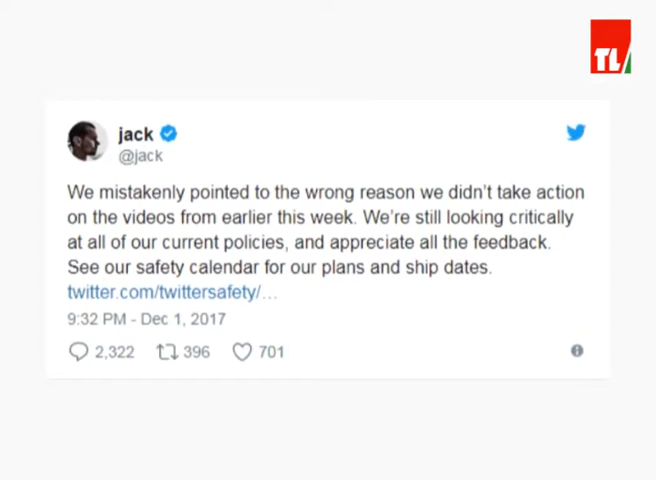 TL
jack
@jack
We mistakenly pointed to the wrong reason we didn't take action
on the videos from earlier this week. We're still looking critically
at all of our current policies, and appreciate all the feedback.
See our safety calendar for our plans and ship dates.
twitter.com/twittersafety/...
9:32 PM - Dec 1, 2017
2,322 396 701